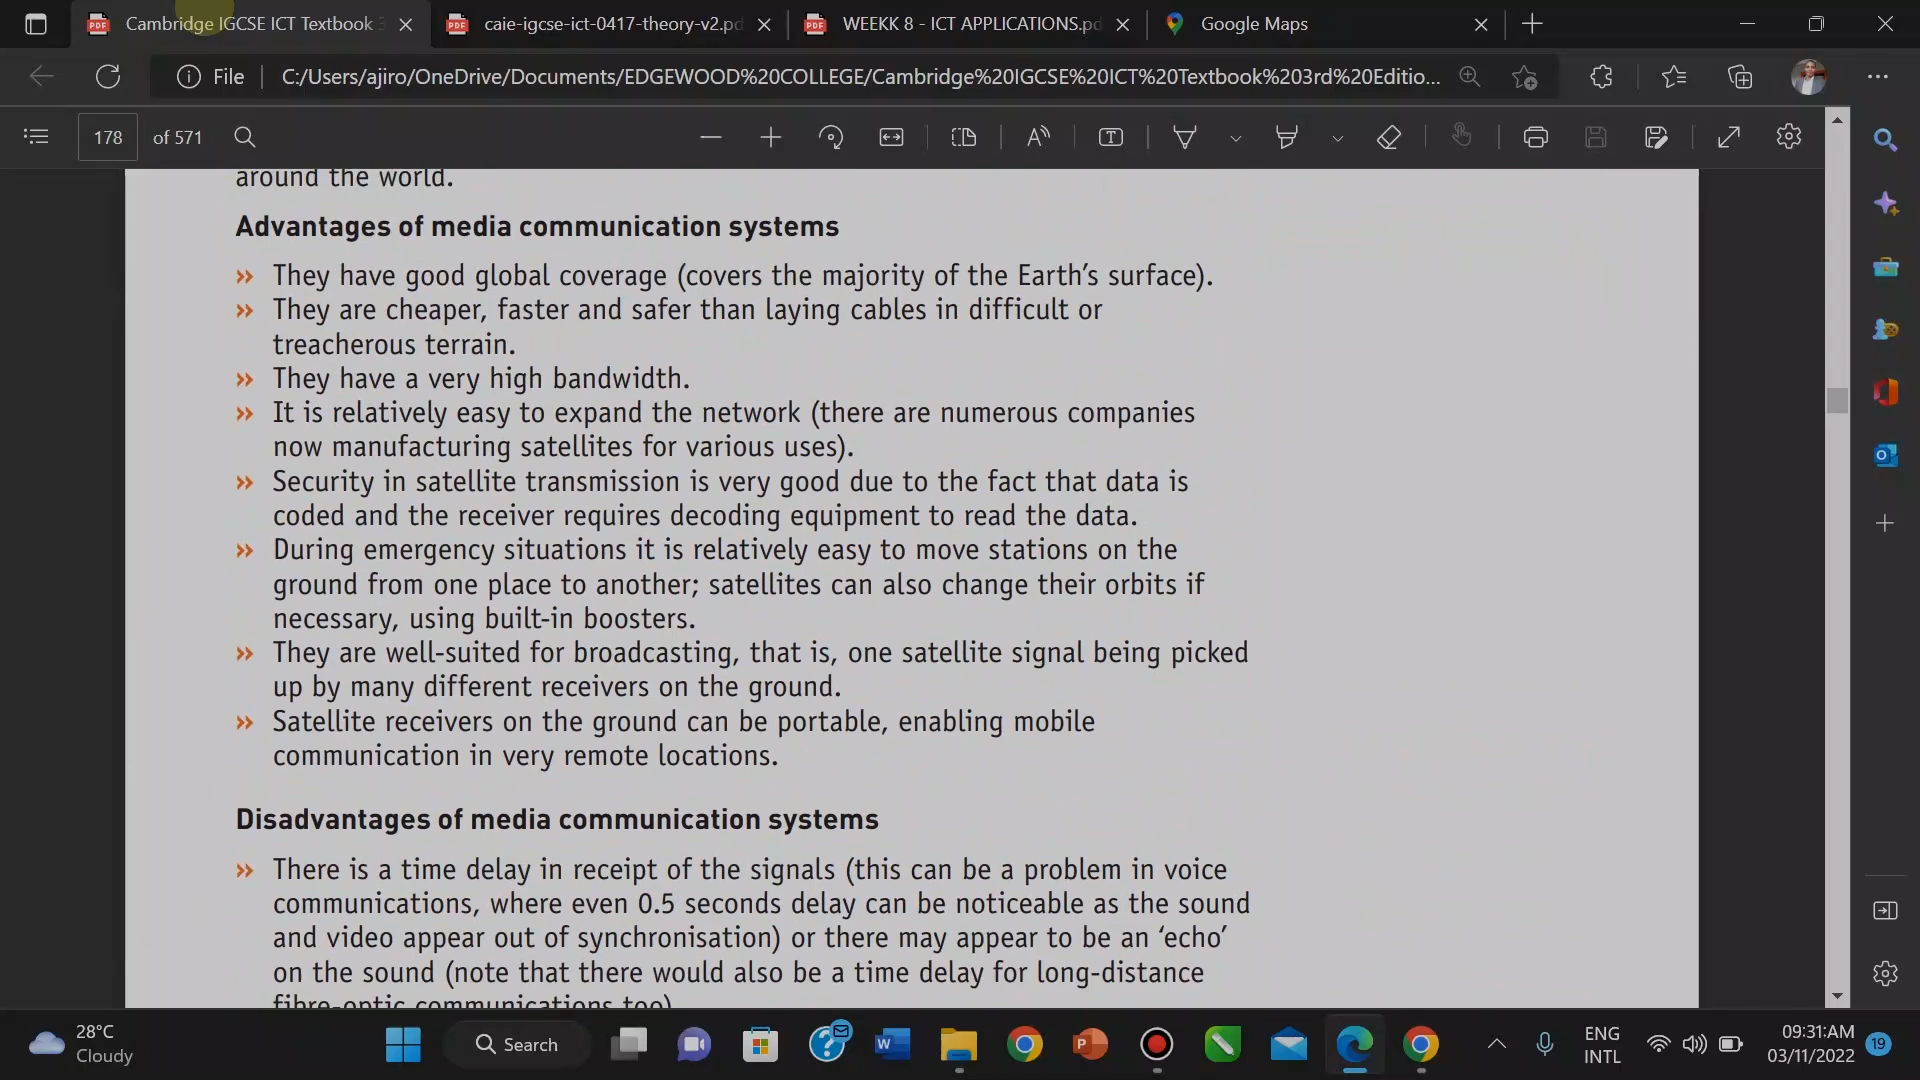 Cambridge IGCSE ICT Textbook 3
caie-igcse-ict-0417-theory-v2.pd
WEEKK 8 - ICT APPLICATIONS.pd
Google Maps
File
C:/Users/ajiro/OneDrive/Documents/EDGEWOOD%20COLLEGE/Cambridge%20IGCSE%20ICT%20Textbook%203rd%20Editio...
178 of 571
around the world.
Advantages of media communication systems
» They have good global coverage (covers the majority of the Earth's surface).
» They are cheaper, faster and safer than laying cables in difficult or
treacherous terrain.
» They have a very high bandwidth.
» It is relatively easy to expand the network (there are numerous companies
now manufacturing satellites for various uses).
» Security in satellite transmission is very good due to the fact that data is
coded and the receiver requires decoding equipment to read the data.
» During emergency situations it is relatively easy to move stations on the
ground from one place to another; satellites can also change their orbits if
necessary, using built-in boosters.
» They are well-suited for broadcasting, that is, one satellite signal being picked
up by many different receivers on the ground.
» Satellite receivers on the ground can be portable, enabling mobile
communication in very remote locations.
Disadvantages of media communication systems
» There is a time delay in receipt of the signals (this can be a problem in voice
communications, where even 0.5 seconds delay can be noticeable as the sound
and video appear out of synchronisation) or there may appear to be an 'echo'
on the sound (note that there would also be a time delay for long-distance
fibre-optic communications too)
28°C
Cloudy
Search
ENG
INTL
09:31:AM
03/11/2022
19